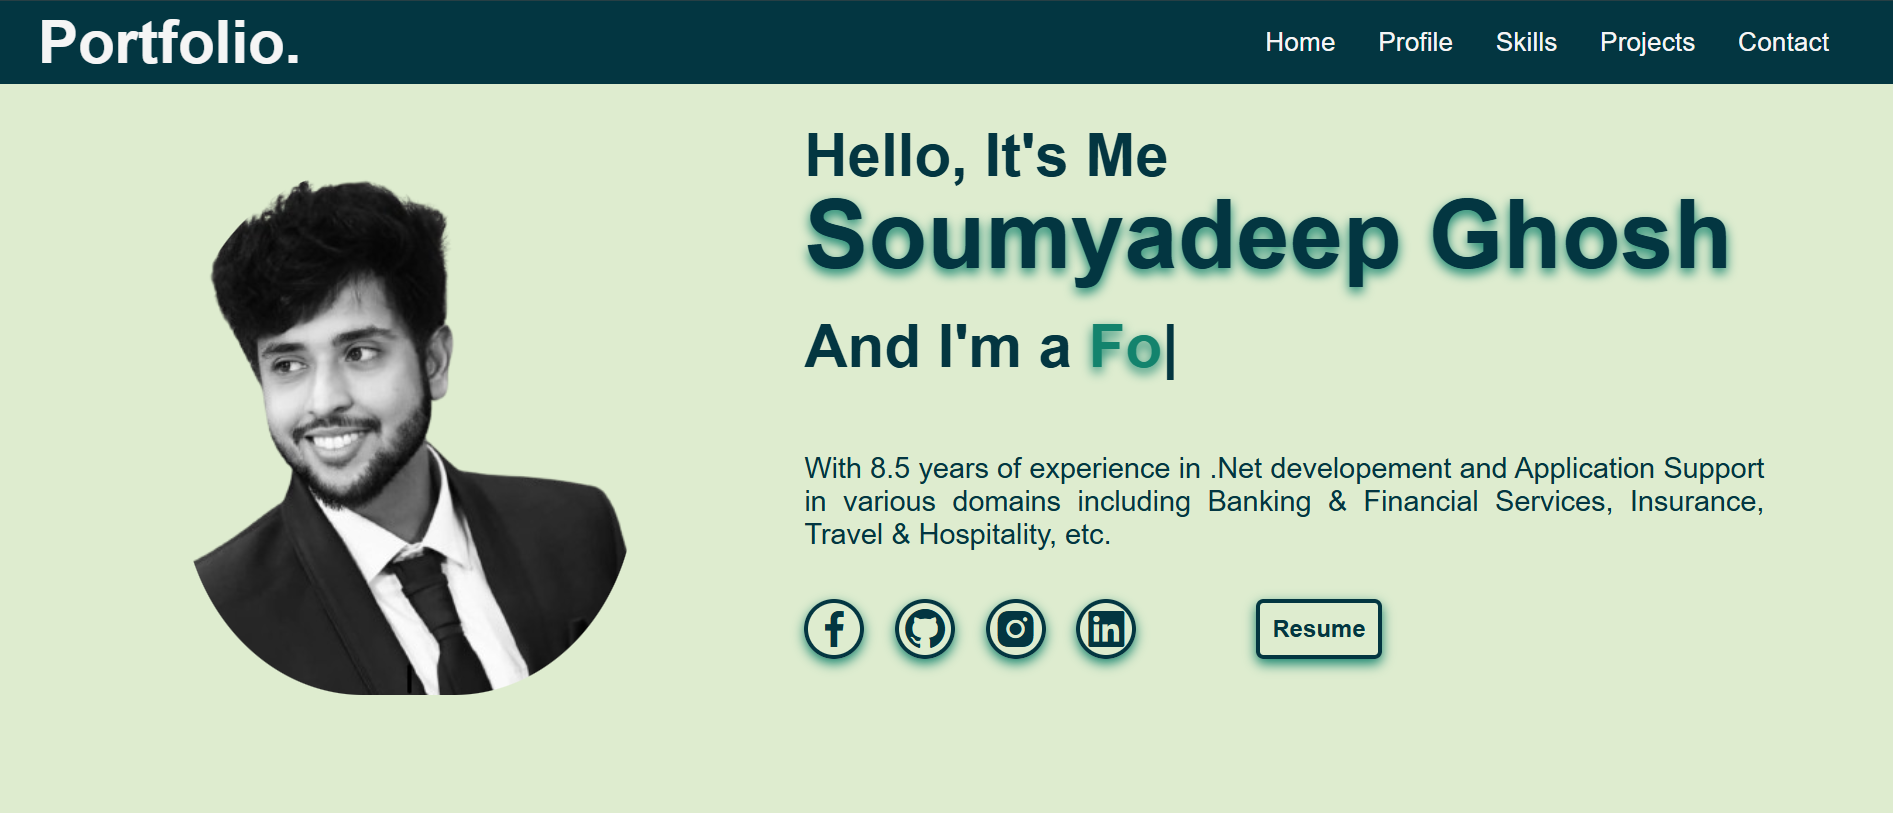 Portfolio.
Home Profile Skills Projects Contact
Hello, It's Me
Soumyadeep Ghosh
And I'm a Fo|
With 8.5 years of experience in .Net developement and Application Support
in various domains including Banking & Financial Services, Insurance,
Travel & Hospitality, etc.
Resume